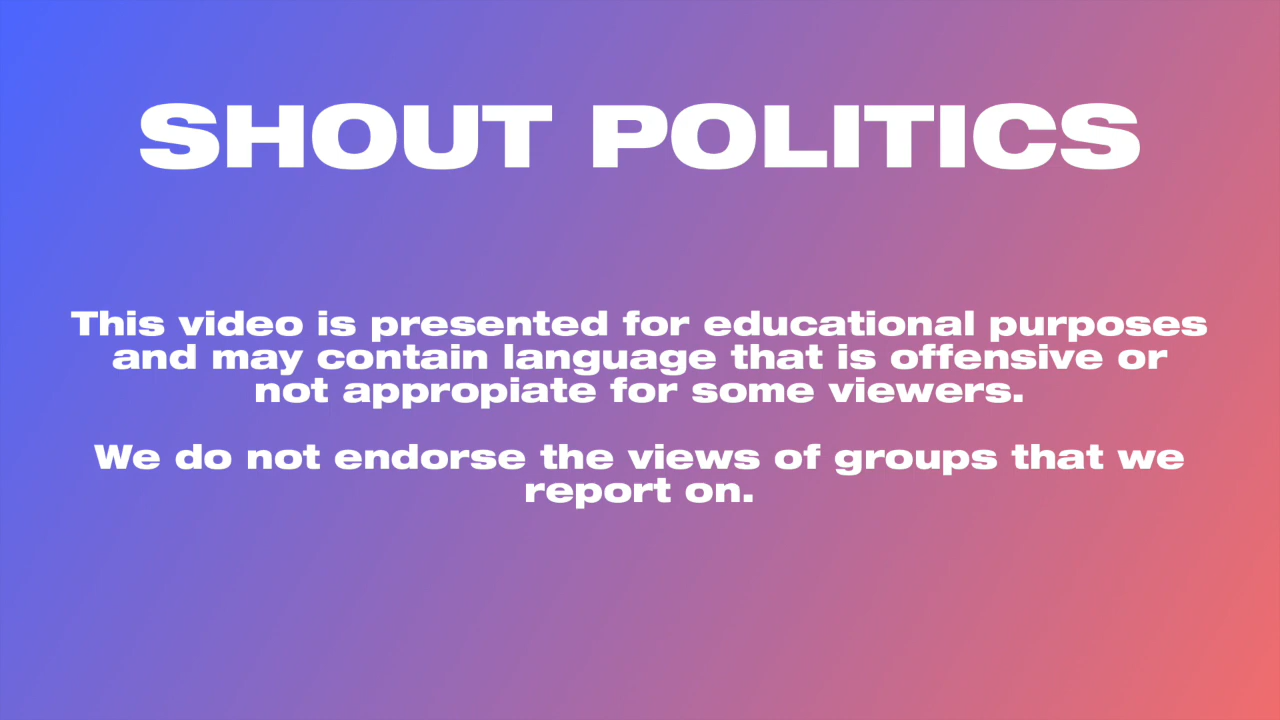 SHOUT POLITICS
This video is presented for educational purposes
and may contain language that is offensive or
not appropiate for some viewers.
We do not endorse the views of groups that we
report on.